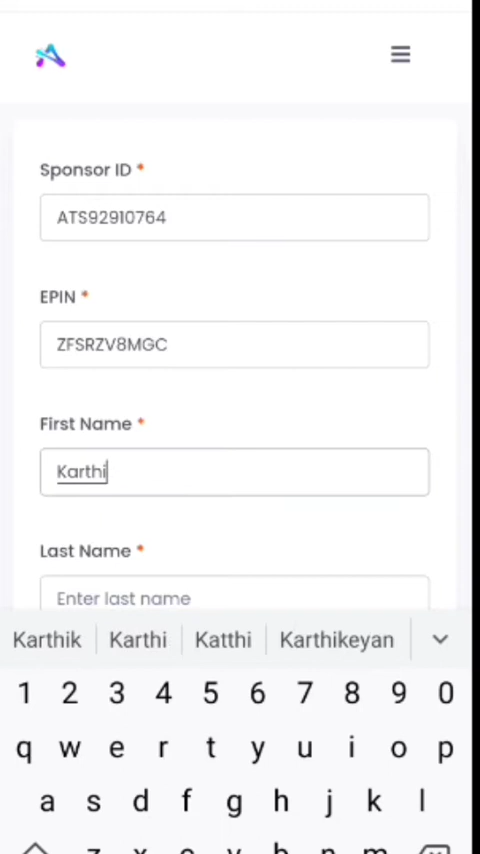 Sponsor ID *
ATS92910764
EPIN *
ZFSRZV8MGC
First Name *
Karthi
Last Name *
Enter last name
Karthik Karthi Katthi Karthikeyan
1 2 3 4 5 6 7 8 9 0
q w e r t y u i o p
a s d f g h j k l
z x c v b n m